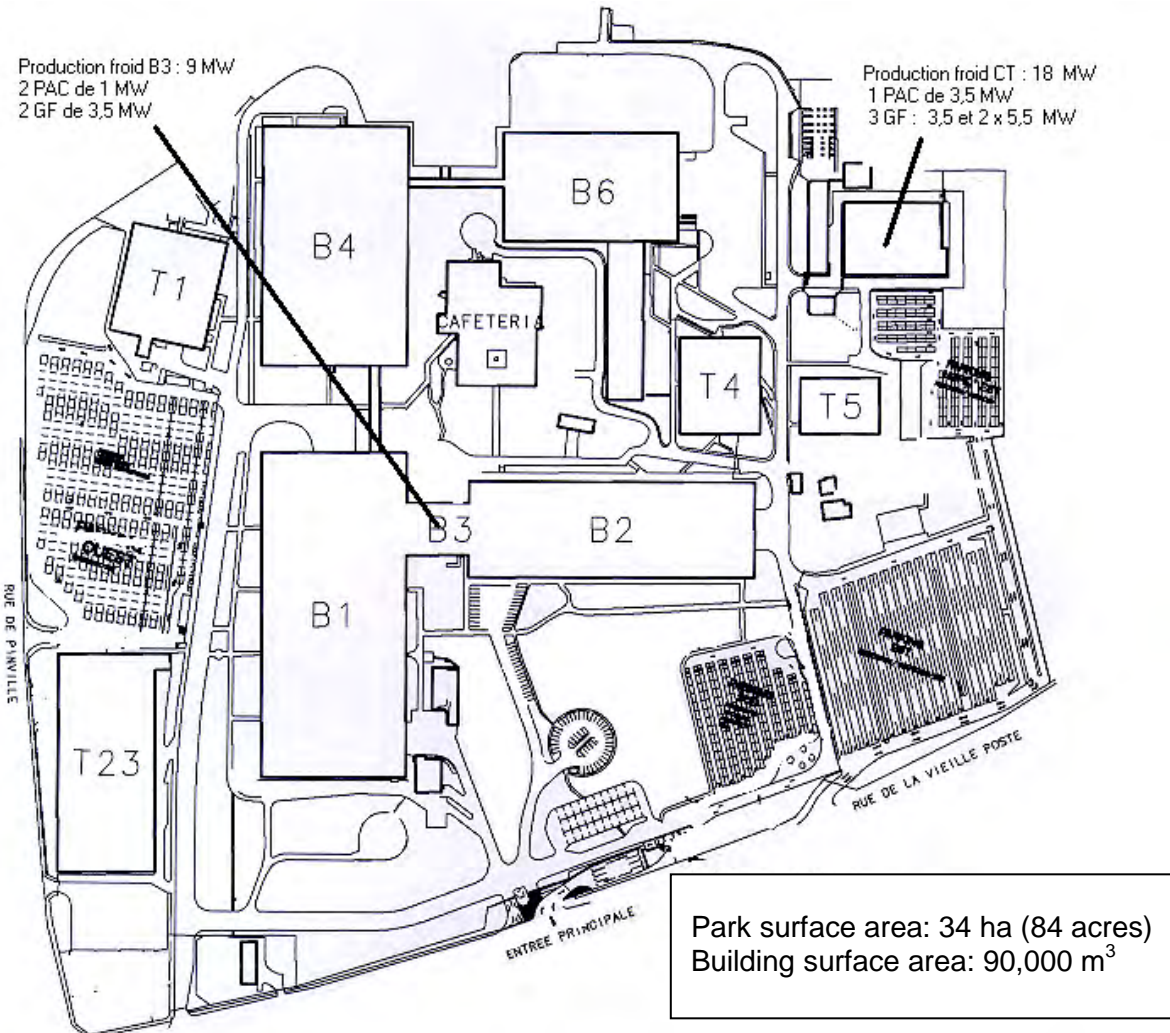 Production froid B3 : 9 MW
2 PAC de 1 MW
2 GF de 3,5 MW
Production froid CT : 18 MW
1 PAC de 3,5 MW
3 GF : 3,5 et 2 x 5,5 MW
B4
B6
T1
CAFETERIA
T4
T5
B3
B2
B1
OUEST
RUE DE PINVILLE
T23
RUE DE LA VIEILLE POSTE
ENTREE PRINCIPALE
Park surface area: 34 ha (84 acres)
Building surface area: 90,000 m³